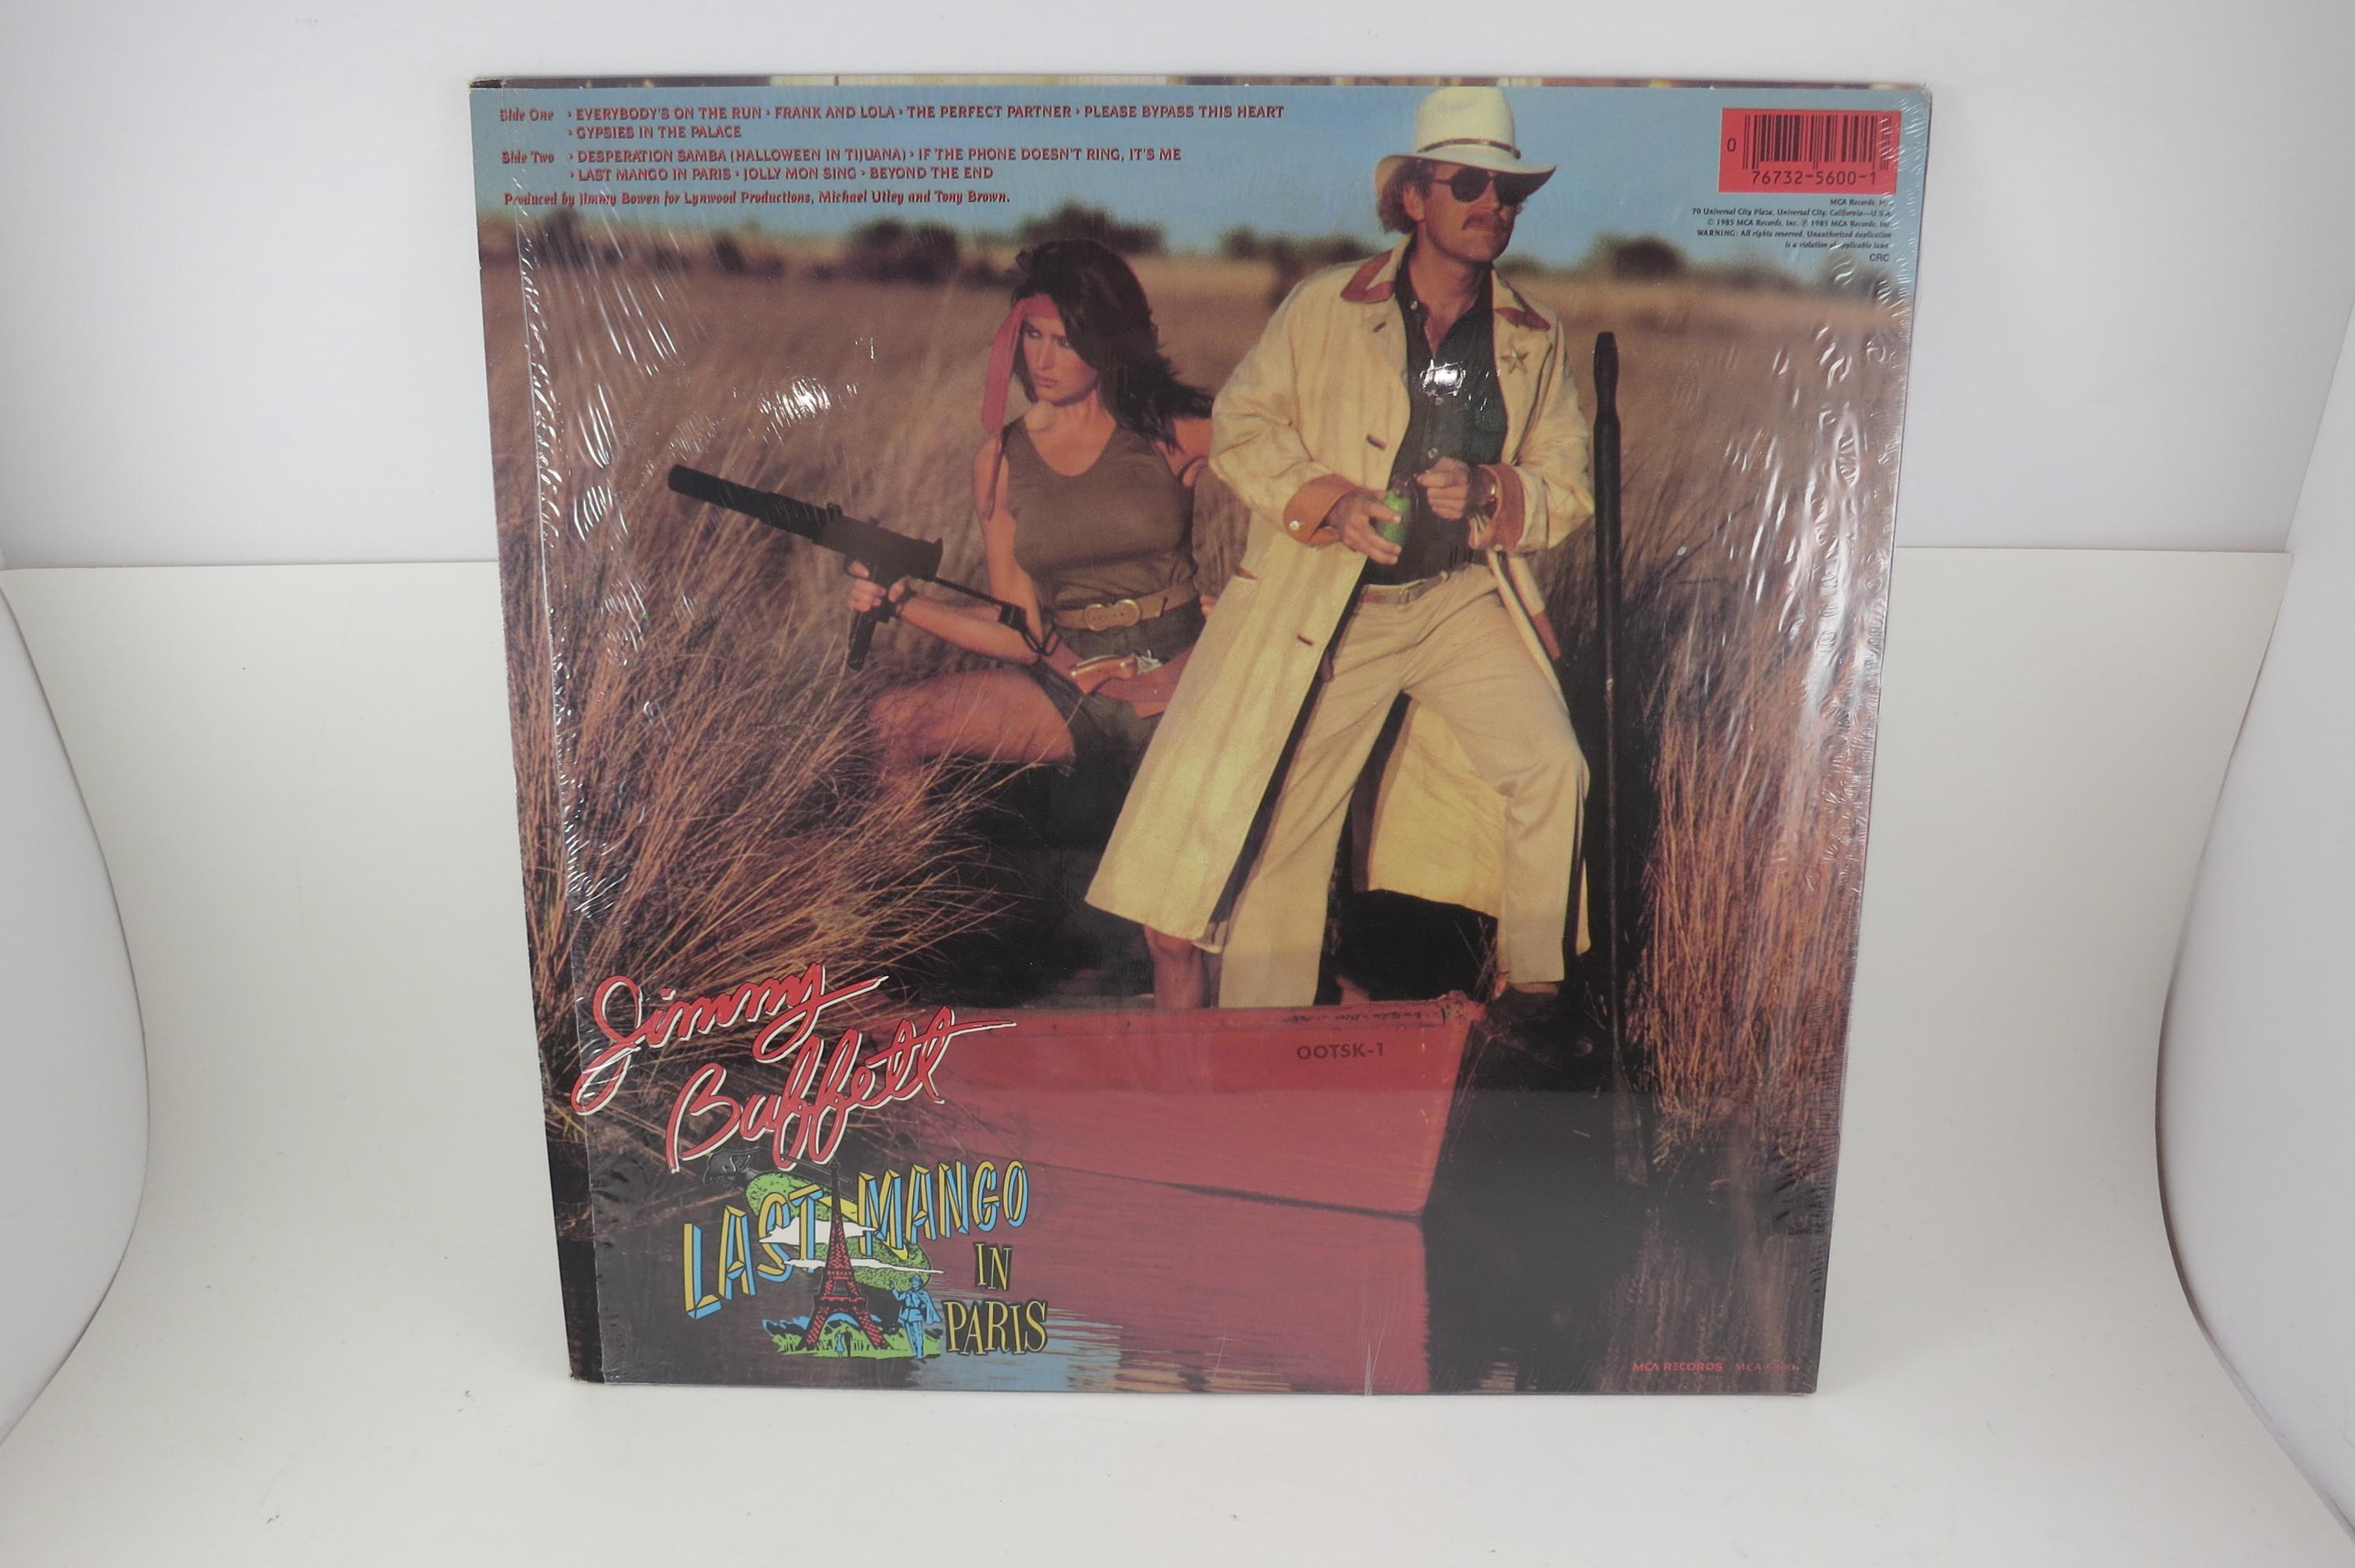 Side One › EVERYBODY'S ON THE RUN › FRANK AND LOLA › THE PERFECT PARTNER › PLEASE BYPASS THIS HEART
› GYPSIES IN THE PALACE
Side Two › DESPERATION SAMBA (HALLOWEEN IN TIJUANA) › IF THE PHONE DOESN'T RING, IT'S ME
› LAST MANGO IN PARIS › JOLLY MON SING › BEYOND THE END
Produced by Jimmy Bowen for Lynwood Productions, Michael Utley and Tony Brown.
0 76732-5600-1
MCA Records,
70 Universal City Plaza, Universal City, California—U.S.A.
© 1985 MCA Records, Inc. ℗ 1985 MCA Records, Inc.
WARNING: All rights reserved. Unauthorized duplication
is a violation of applicable laws.
CRC
OOTSK-1
Jimmy
Buffett
LAST MANGO
IN
PARIS
MCA RECORDS MCA